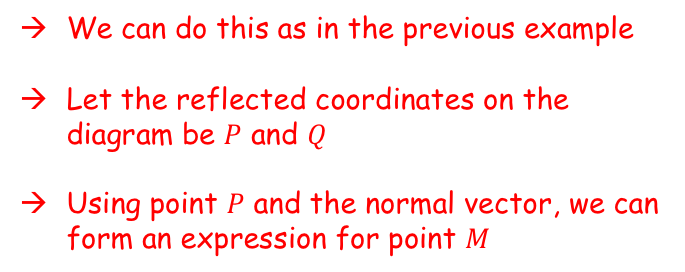 → We can do this as in the previous example
→ Let the reflected coordinates on the
diagram be P and Q
→ Using point P and the normal vector, we can
form an expression for point M